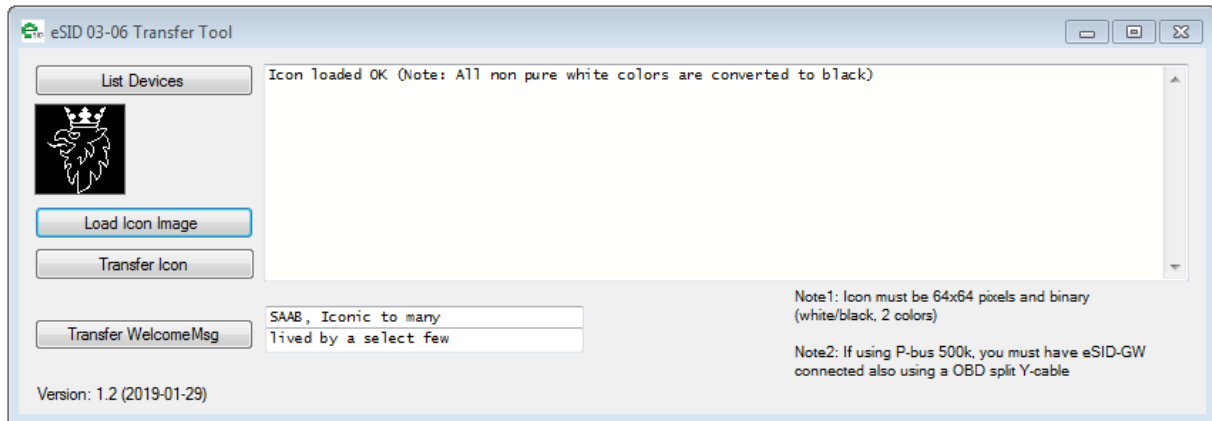 eSID 03-06 Transfer Tool
List Devices
Icon loaded OK (Note: All non pure white colors are converted to black)
Load Icon Image
Transfer Icon
Transfer WelcomeMsg
SAAB, Iconic to many
lived by a select few
Note1: Icon must be 64x64 pixels and binary
(white/black, 2 colors)
Note2: If using P-bus 500k, you must have eSID-GW
connected also using a OBD split Y-cable
Version: 1.2 (2019-01-29)